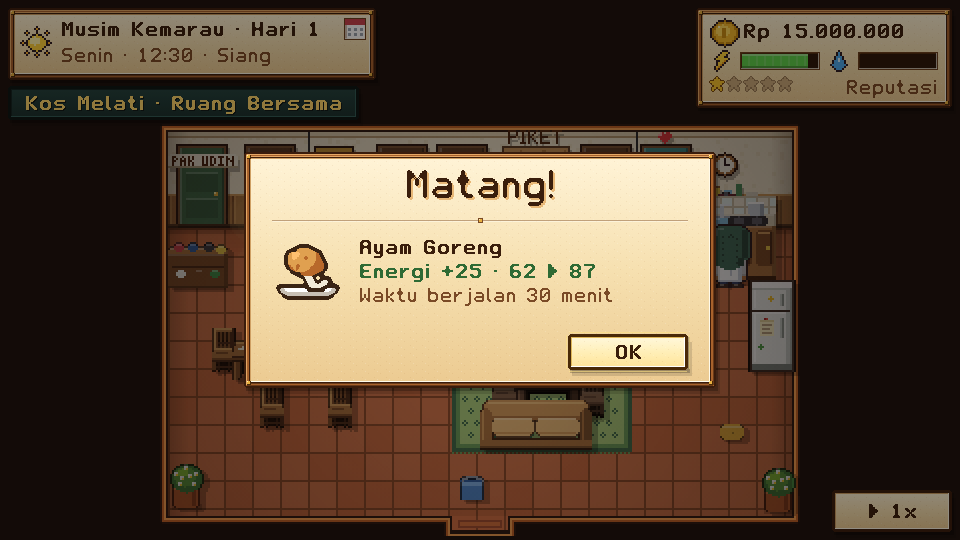 Musim Kemarau · Hari 1
Senin · 12:30 · Siang
Rp 15.000.000
Reputasi
Kos Melati · Ruang Bersama
PIKET
PAK UDIN
Matang!
Ayam Goreng
Energi +25 · 62 ▶ 87
Waktu berjalan 30 menit
OK
▶ 1x